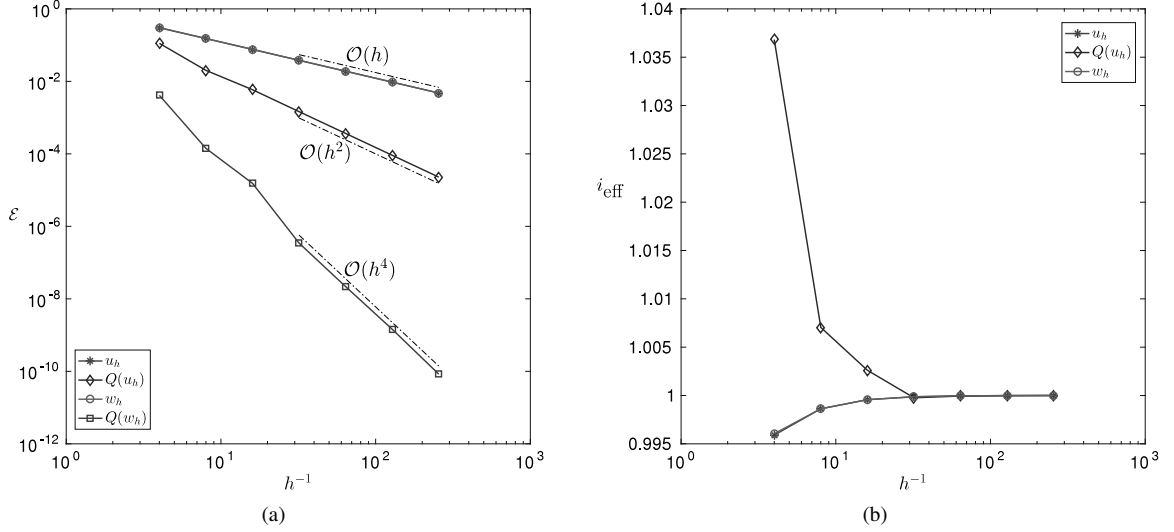 10^0
10^-2
10^-4
10^-6
10^-8
10^-10
10^-12
ℰ
𝒪(h)
𝒪(h^2)
𝒪(h^4)
u_h
Q(u_h)
w_h
Q(w_h)
10^0 10^1 10^2 10^3
h^-1
(a)
1.04
1.035
1.03
1.025
1.02
1.015
1.01
1.005
1
0.995
i_eff
u_h
Q(u_h)
w_h
10^0 10^1 10^2 10^3
h^-1
(b)